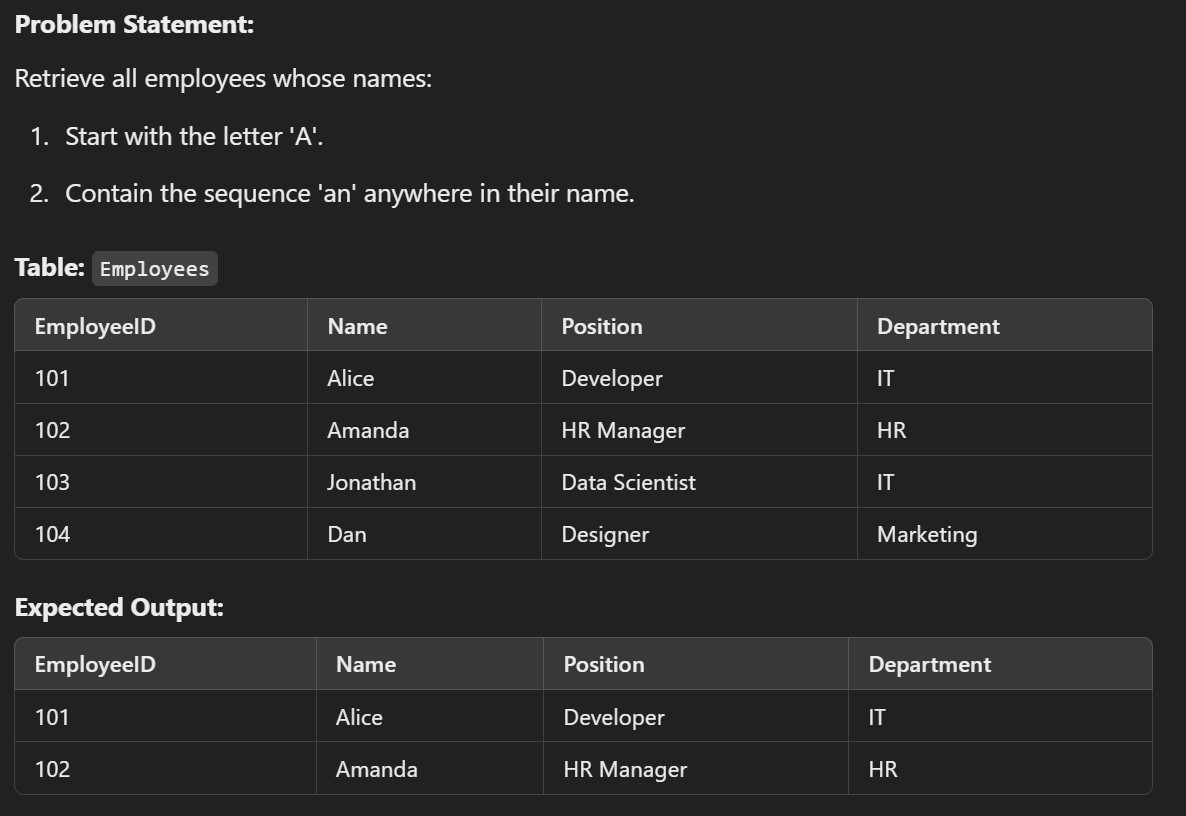 Problem Statement:
Retrieve all employees whose names:
1. Start with the letter 'A'.
2. Contain the sequence 'an' anywhere in their name.
Table: Employees
EmployeeID Name Position Department
101 Alice Developer IT
102 Amanda HR Manager HR
103 Jonathan Data Scientist IT
104 Dan Designer Marketing
Expected Output:
EmployeeID Name Position Department
101 Alice Developer IT
102 Amanda HR Manager HR